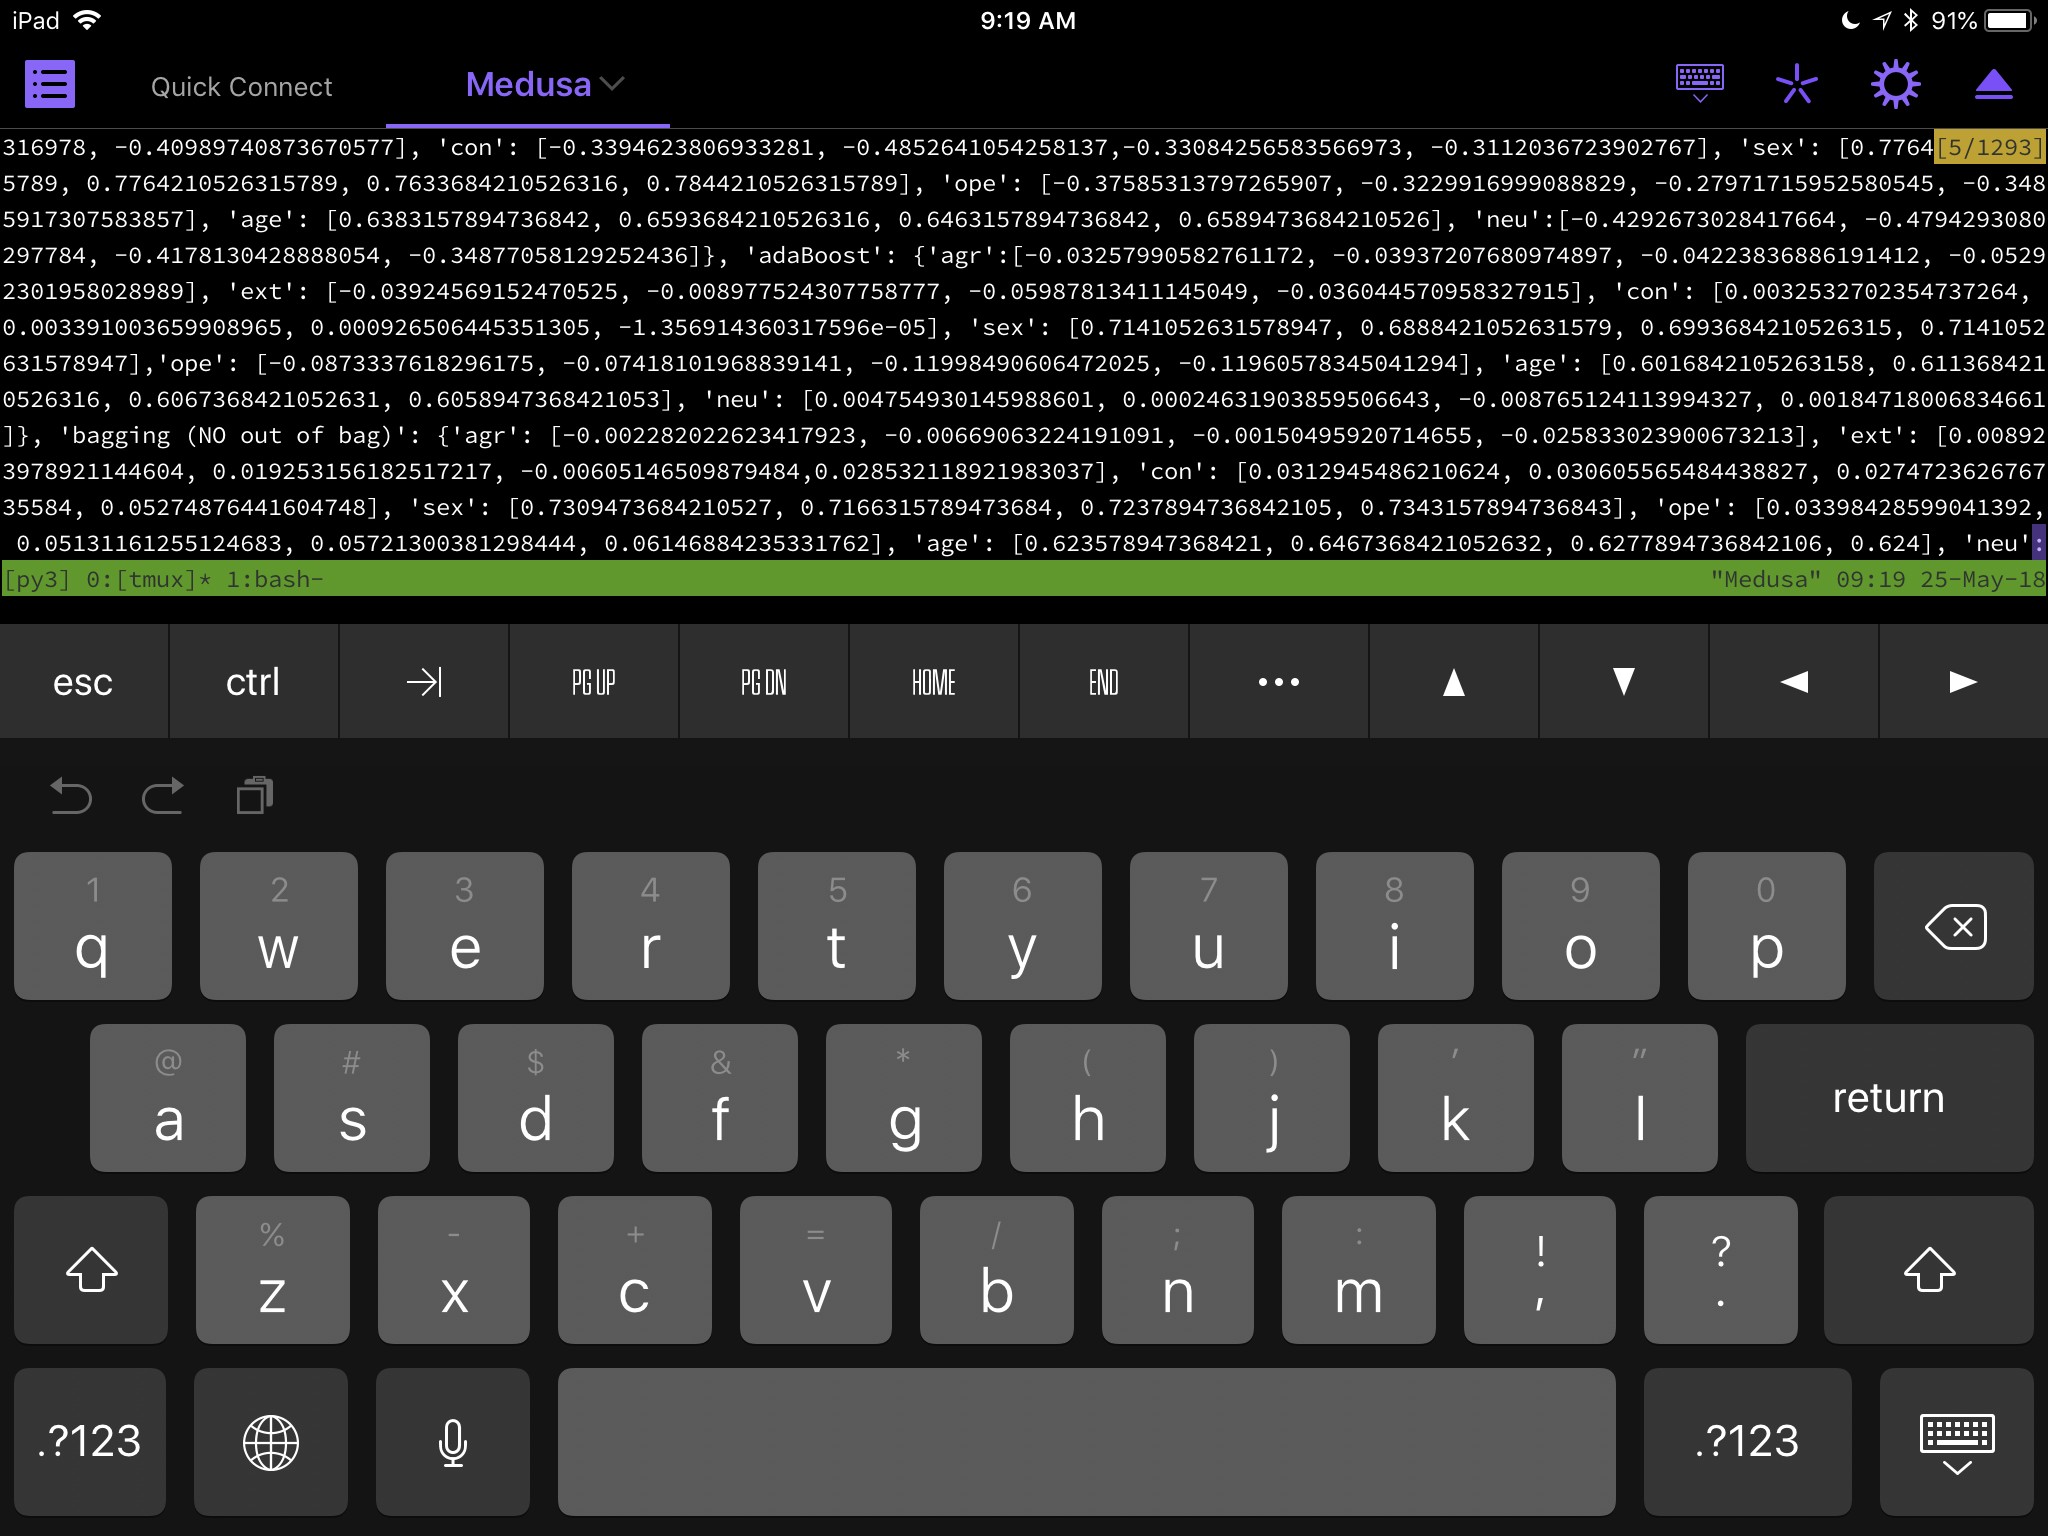 iPad 9:19 AM 91%
Quick Connect Medusa
316978, -0.40989740873670577], 'con': [-0.3394623806933281, -0.4852641054258137,-0.33084256583566973, -0.3112036723902767], 'sex': [0.7764[5/1293]
5789, 0.7764210526315789, 0.7633684210526316, 0.7844210526315789], 'ope': [-0.37585313797265907, -0.3229916999088829, -0.27971715952580545, -0.348
5917307583857], 'age': [0.6383157894736842, 0.6593684210526316, 0.6463157894736842, 0.6589473684210526], 'neu':[-0.4292673028417664, -0.4794293080
297784, -0.4178130428888054, -0.34877058129252436]}, 'adaBoost': {'agr':[-0.03257990582761172, -0.03937207680974897, -0.04223836886191412, -0.0529
2301958028989], 'ext': [-0.03924569152470525, -0.008977524307758777, -0.05987813411145049, -0.036044570958327915], 'con': [0.0032532702354737264,
0.003391003659908965, 0.000926506445351305, -1.356914360317596e-05], 'sex': [0.7141052631578947, 0.6888421052631579, 0.6993684210526315, 0.7141052
631578947],'ope': [-0.0873337618296175, -0.07418101968839141, -0.11998490606472025, -0.11960578345041294], 'age': [0.6016842105263158, 0.611368421
0526316, 0.6067368421052631, 0.6058947368421053], 'neu': [0.004754930145988601, 0.00024631903859506643, -0.008765124113994327, 0.00184718006834661
]}, 'bagging (NO out of bag)': {'agr': [-0.002282022623417923, -0.00669063224191091, -0.00150495920714655, -0.025833023900673213], 'ext': [0.00892
3978921144604, 0.019253156182517217, -0.00605146509879484,0.028532118921983037], 'con': [0.0312945486210624, 0.030605565484438827, 0.0274723626767
35584, 0.05274876441604748], 'sex': [0.7309473684210527, 0.7166315789473684, 0.7237894736842105, 0.7343157894736843], 'ope': [0.03398428599041392,
0.05131161255124683, 0.05721300381298444, 0.06146884235331762], 'age': [0.623578947368421, 0.6467368421052632, 0.6277894736842106, 0.624], 'neu':
[py3] 0:[tmux]* 1:bash- "Medusa" 09:19 25-May-18
esc ctrl PG UP PG DN HOME END •••
1 2 3 4 5 6 7 8 9 0
q w e r t y u i o p
@ # $ & * ( ) ' "
a s d f g h j k l return
% - + = / ; : ! ?
z x c v b n m , .
.?123 .?123